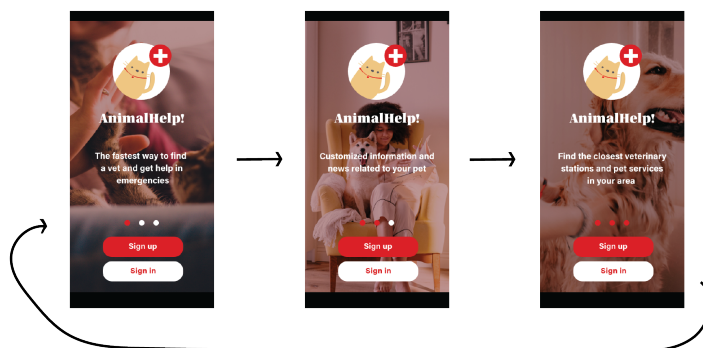 AnimalHelp!
The fastest way to find
a vet and get help in
emergencies
Sign up
Sign in
AnimalHelp!
Customized information and
news related to your pet
Sign up
Sign in
AnimalHelp!
Find the closest veterinary
stations and pet services
in your area
Sign up
Sign in